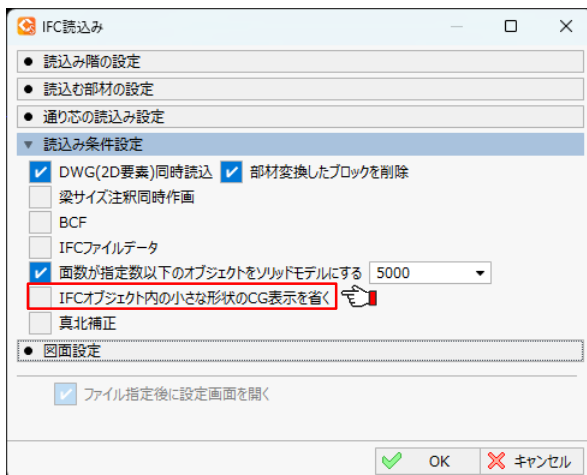 IFC読込み
読込み階の設定
読込む部材の設定
通り芯の読込み設定
読込み条件設定
DWG(2D要素)同時読込 部材変換したブロックを削除
梁サイズ注釈同時作画
BCF
IFCファイルデータ
面数が指定数以下のオブジェクトをソリッドモデルにする 5000
IFCオブジェクト内の小さな形状のCG表示を省く
真北補正
図面設定
ファイル指定後に設定画面を開く
OK キャンセル